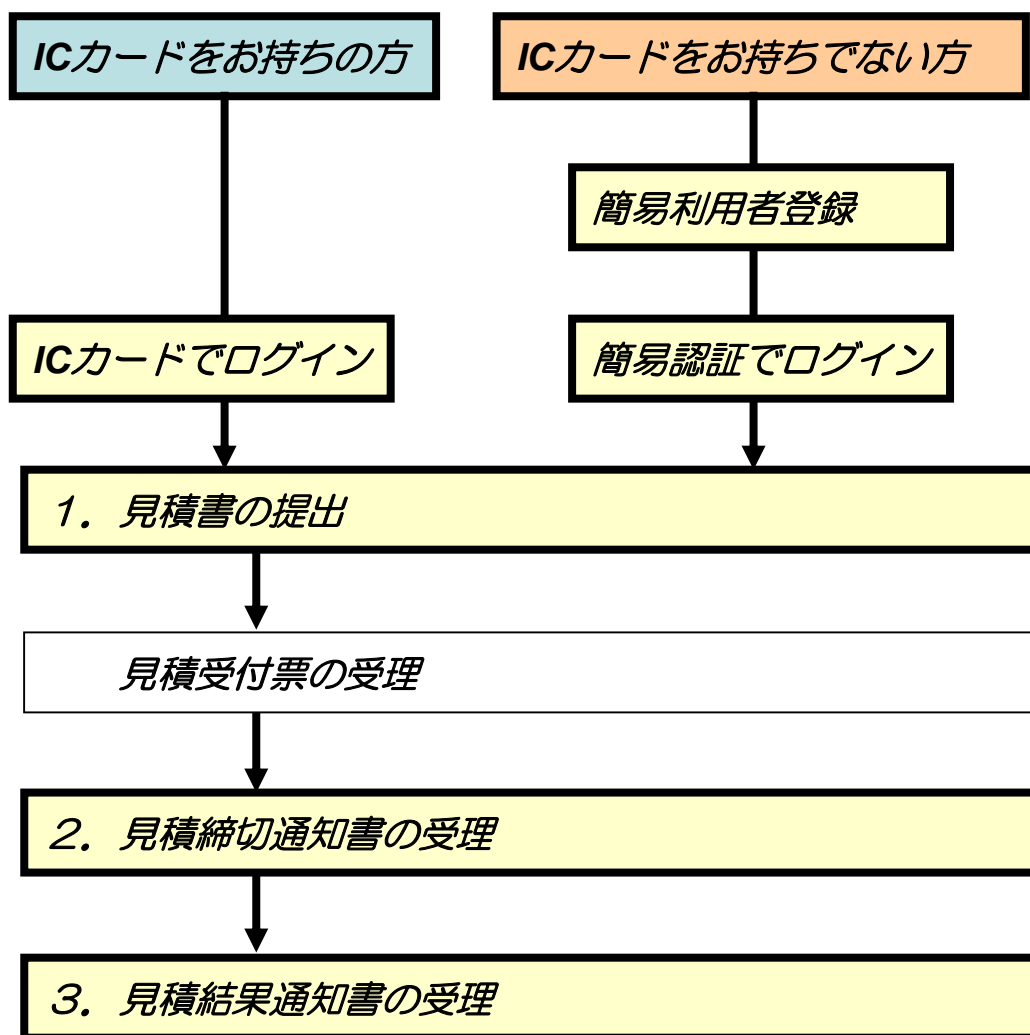 ICカードをお持ちの方
ICカードをお持ちでない方
簡易利用者登録
ICカードでログイン
簡易認証でログイン
１．見積書の提出
見積受付票の受理
２．見積締切通知書の受理
３．見積結果通知書の受理